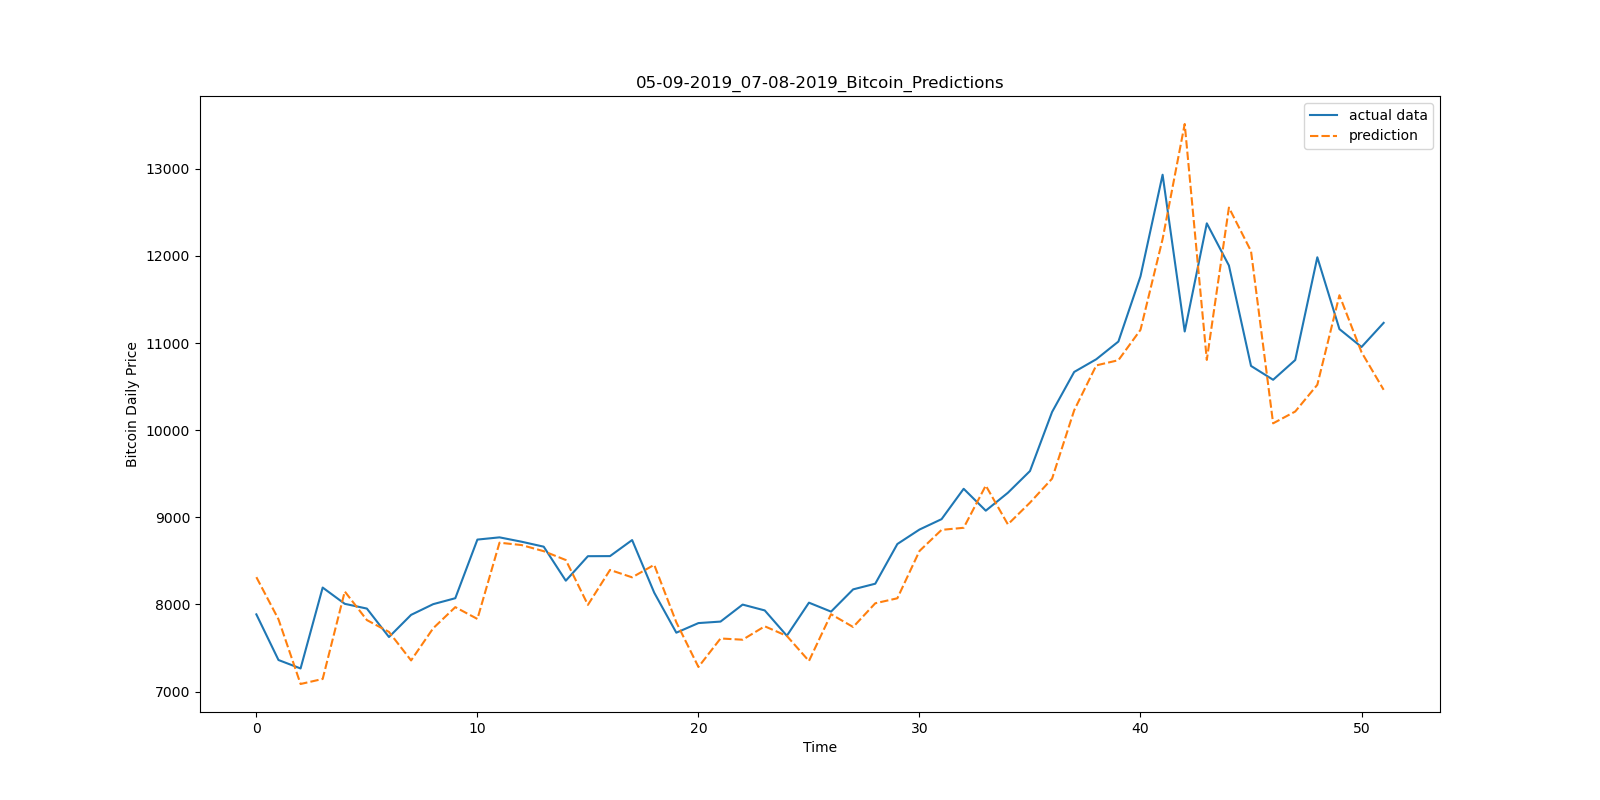 05-09-2019_07-08-2019_Bitcoin_Predictions
actual data
prediction
Bitcoin Daily Price
13000
12000
11000
10000
9000
8000
7000
0 10 20 30 40 50
Time